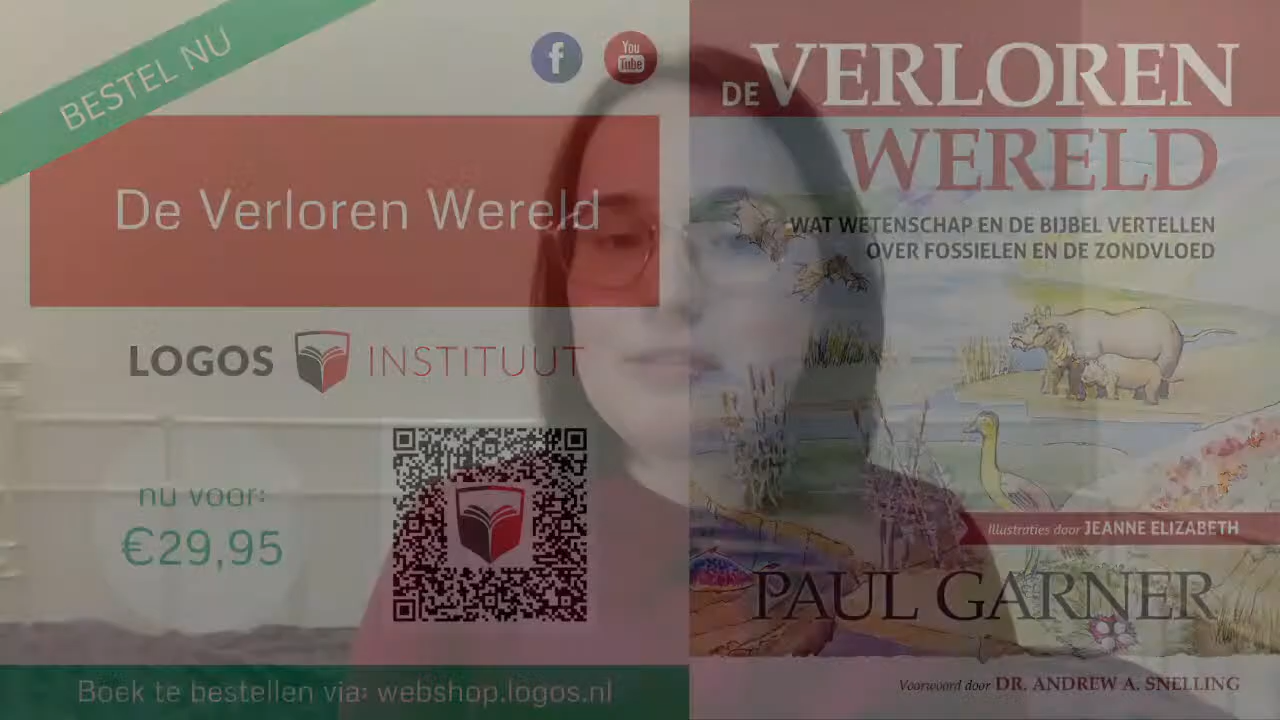 BESTEL NU
f
You
Tube
De Verloren Wereld
LOGOS INSTITUUT
nu voor:
€29,95
Boek te bestellen via: webshop.logos.nl
DE VERLOREN
WERELD
WAT WETENSCHAP EN DE BIJBEL VERTELLEN
OVER FOSSIELEN EN DE ZONDVLOED
Illustraties door JEANNE ELIZABETH
PAUL GARNER
Voorwoord door DR. ANDREW A. SNELLING